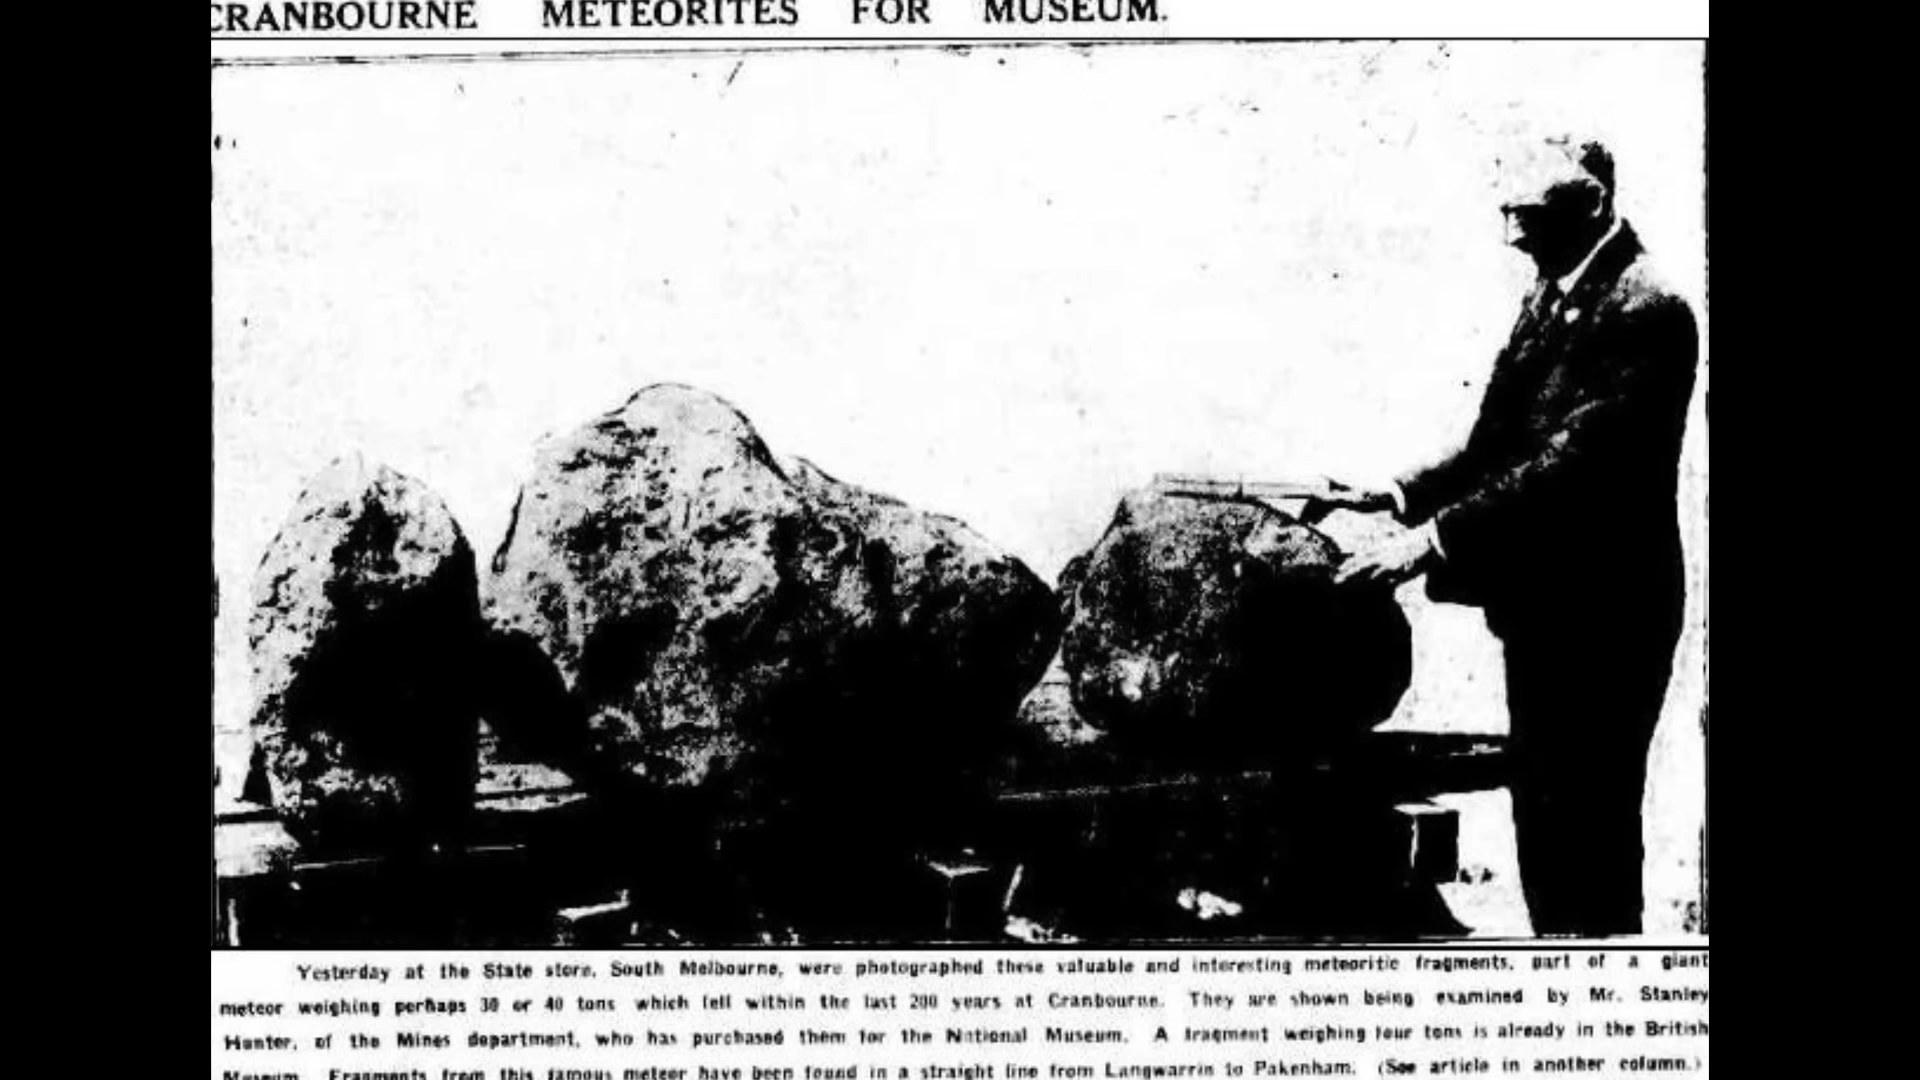 CRANBOURNE METEORITES FOR MUSEUM.
Yesterday at the State store, South Melbourne, were photographed these valuable and interesting meteoritic fragments, part of a giant
meteor weighing perhaps 30 or 40 tons which fell within the last 200 years at Cranbourne. They are shown being examined by Mr. Stanley
Hunter, of the Mines department, who has purchased them for the National Museum. A fragment weighing four tons is already in the British
Museum. Fragments from this famous meteor have been found in a straight line from Langwarrin to Pakenham. (See article in another column.)